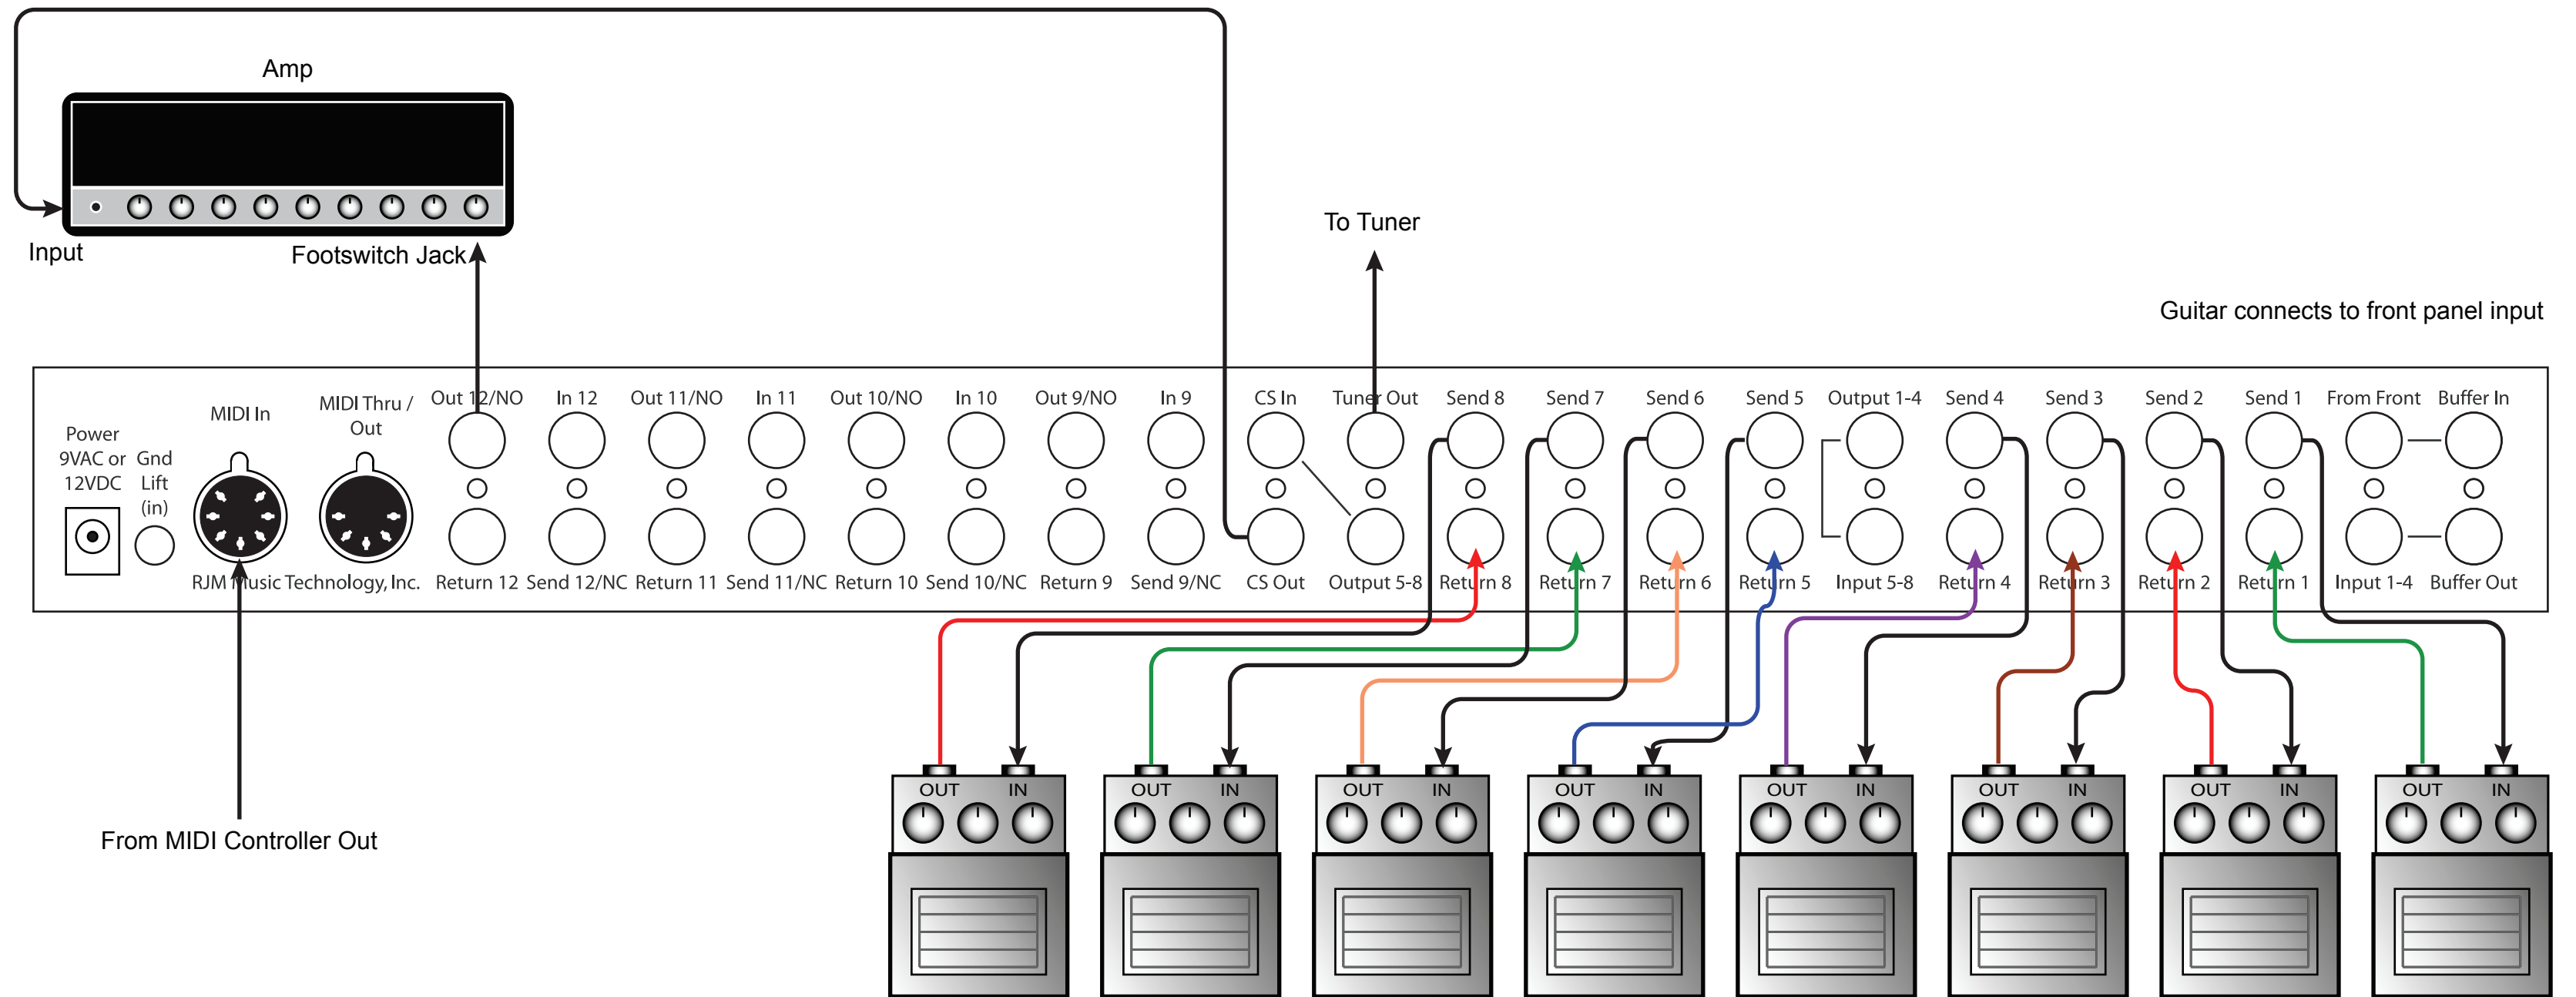 Amp
Input
Footswitch Jack
To Tuner
Guitar connects to front panel input
Power
9VAC or
12VDC
Gnd
Lift
(in)
MIDI In
MIDI Thru /
Out
Out 12/NO
In 12
Out 11/NO
In 11
Out 10/NO
In 10
Out 9/NO
In 9
CS In
Tuner Out
Send 8
Send 7
Send 6
Send 5
Output 1-4
Send 4
Send 3
Send 2
Send 1
From Front
Buffer In
RJM Music Technology, Inc.
Return 12
Send 12/NC
Return 11
Send 11/NC
Return 10
Send 10/NC
Return 9
Send 9/NC
CS Out
Output 5-8
Return 8
Return 7
Return 6
Return 5
Input 5-8
Return 4
Return 3
Return 2
Return 1
Input 1-4
Buffer Out
From MIDI Controller Out
OUT IN
OUT IN
OUT IN
OUT IN
OUT IN
OUT IN
OUT IN
OUT IN